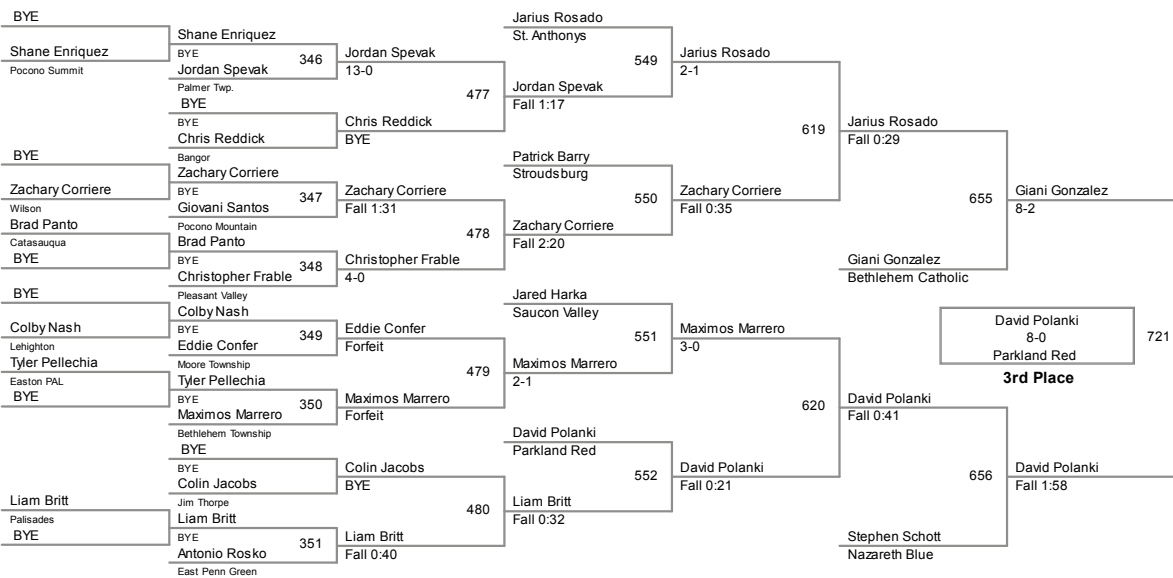 BYE
Shane Enriquez
Pocono Summit
BYE
Zachary Corriere
Wilson
Brad Panto
Catasauqua
BYE
BYE
Colby Nash
Lehighton
Tyler Pellechia
Easton PAL
BYE
Liam Britt
Palisades
BYE
Shane Enriquez
BYE
346
Jordan Spevak
Palmer Twp.
BYE
BYE
Chris Reddick
Bangor
Zachary Corriere
BYE
347
Giovani Santos
Pocono Mountain
Brad Panto
BYE
348
Christopher Frable
Pleasant Valley
Colby Nash
BYE
349
Eddie Confer
Moore Township
Tyler Pellechia
BYE
350
Maximos Marrero
Bethlehem Township
BYE
BYE
Colin Jacobs
Jim Thorpe
Liam Britt
BYE
351
Antonio Rosko
East Penn Green
Jordan Spevak
13-0
477
Chris Reddick
BYE
Zachary Corriere
Fall 1:31
478
Christopher Frable
4-0
Eddie Confer
Forfeit
479
Maximos Marrero
Forfeit
Colin Jacobs
BYE
480
Liam Britt
Fall 0:40
Jarius Rosado
St. Anthonys
549
Jordan Spevak
Fall 1:17
Patrick Barry
Stroudsburg
550
Zachary Corriere
Fall 2:20
Jared Harka
Saucon Valley
551
Maximos Marrero
2-1
David Polanki
Parkland Red
552
Liam Britt
Fall 0:32
Jarius Rosado
2-1
619
Zachary Corriere
Fall 0:35
Maximos Marrero
3-0
620
David Polanki
Fall 0:21
Jarius Rosado
Fall 0:29
655
Giani Gonzalez
Bethlehem Catholic
David Polanki
Fall 0:41
656
Stephen Schott
Nazareth Blue
Giani Gonzalez
8-2
David Polanki
8-0
Parkland Red
721
3rd Place
David Polanki
Fall 1:58